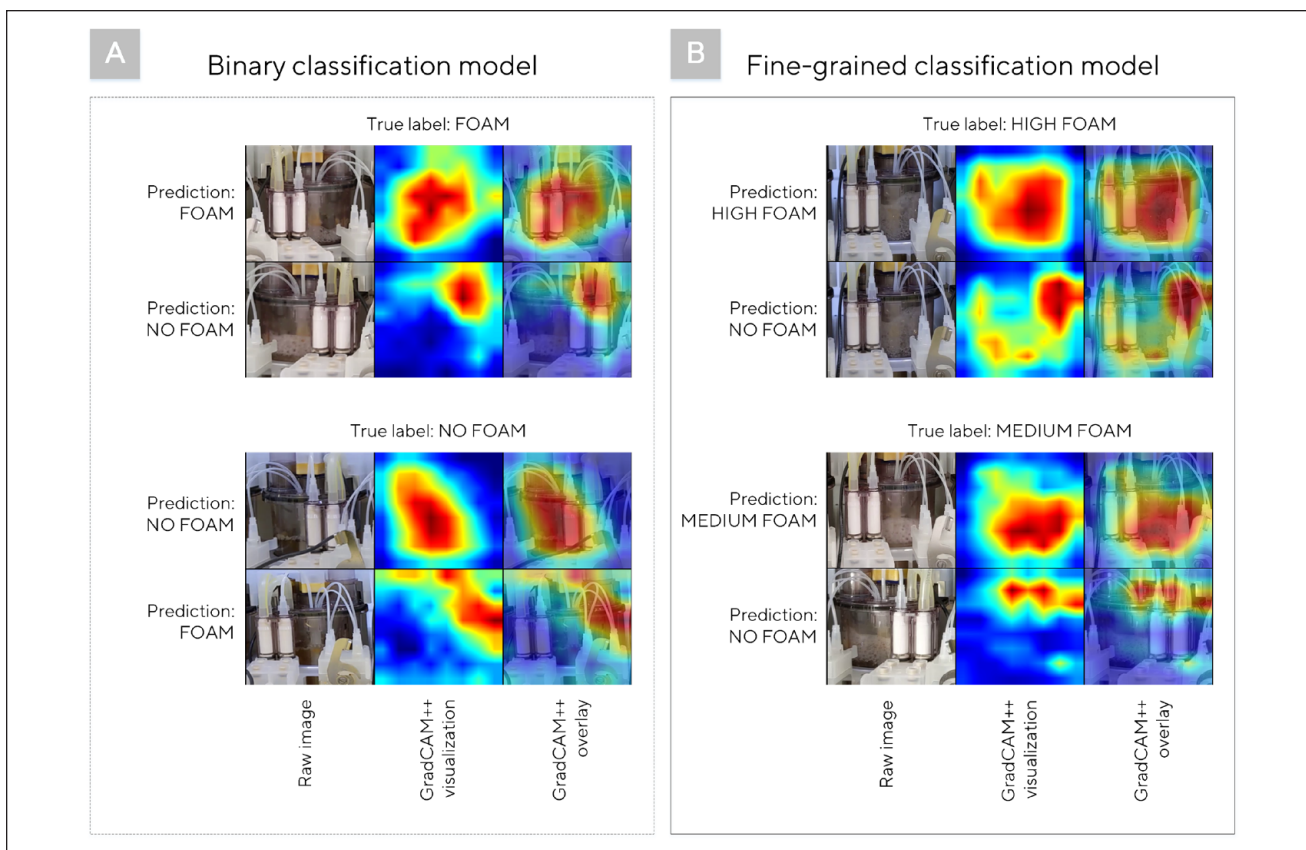 A
Binary classification model
True label: FOAM
Prediction:
FOAM
Prediction:
NO FOAM
True label: NO FOAM
Prediction:
NO FOAM
Prediction:
FOAM
Raw image
GradCAM++
visualization
GradCAM++
overlay
B
Fine-grained classification model
True label: HIGH FOAM
Prediction:
HIGH FOAM
Prediction:
NO FOAM
True label: MEDIUM FOAM
Prediction:
MEDIUM FOAM
Prediction:
NO FOAM
Raw image
GradCAM++
visualization
GradCAM++
overlay